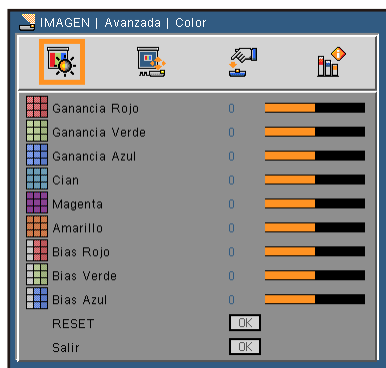 IMAGEN | Avanzada | Color
Ganancia Rojo 0
Ganancia Verde 0
Ganancia Azul 0
Cian 0
Magenta 0
Amarillo 0
Bias Rojo 0
Bias Verde 0
Bias Azul 0
RESET OK
Salir OK